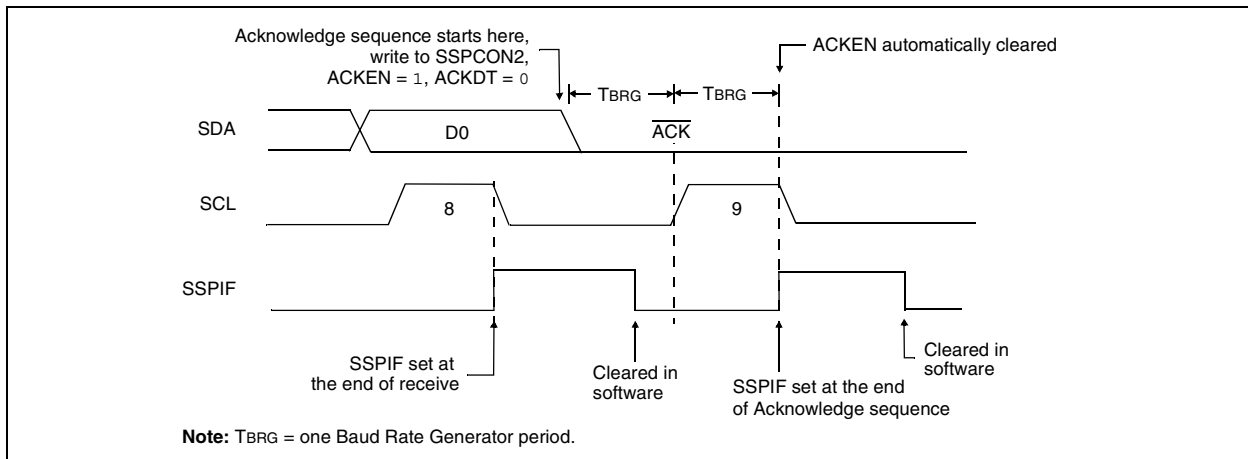 Acknowledge sequence starts here,
write to SSPCON2,
ACKEN = 1, ACKDT = 0
ACKEN automatically cleared
TBRG
TBRG
SDA
D0
ACK
SCL
8
9
SSPIF
SSPIF set at
the end of receive
Cleared in
software
SSPIF set at the end
of Acknowledge sequence
Cleared in
software
Note: TBRG = one Baud Rate Generator period.